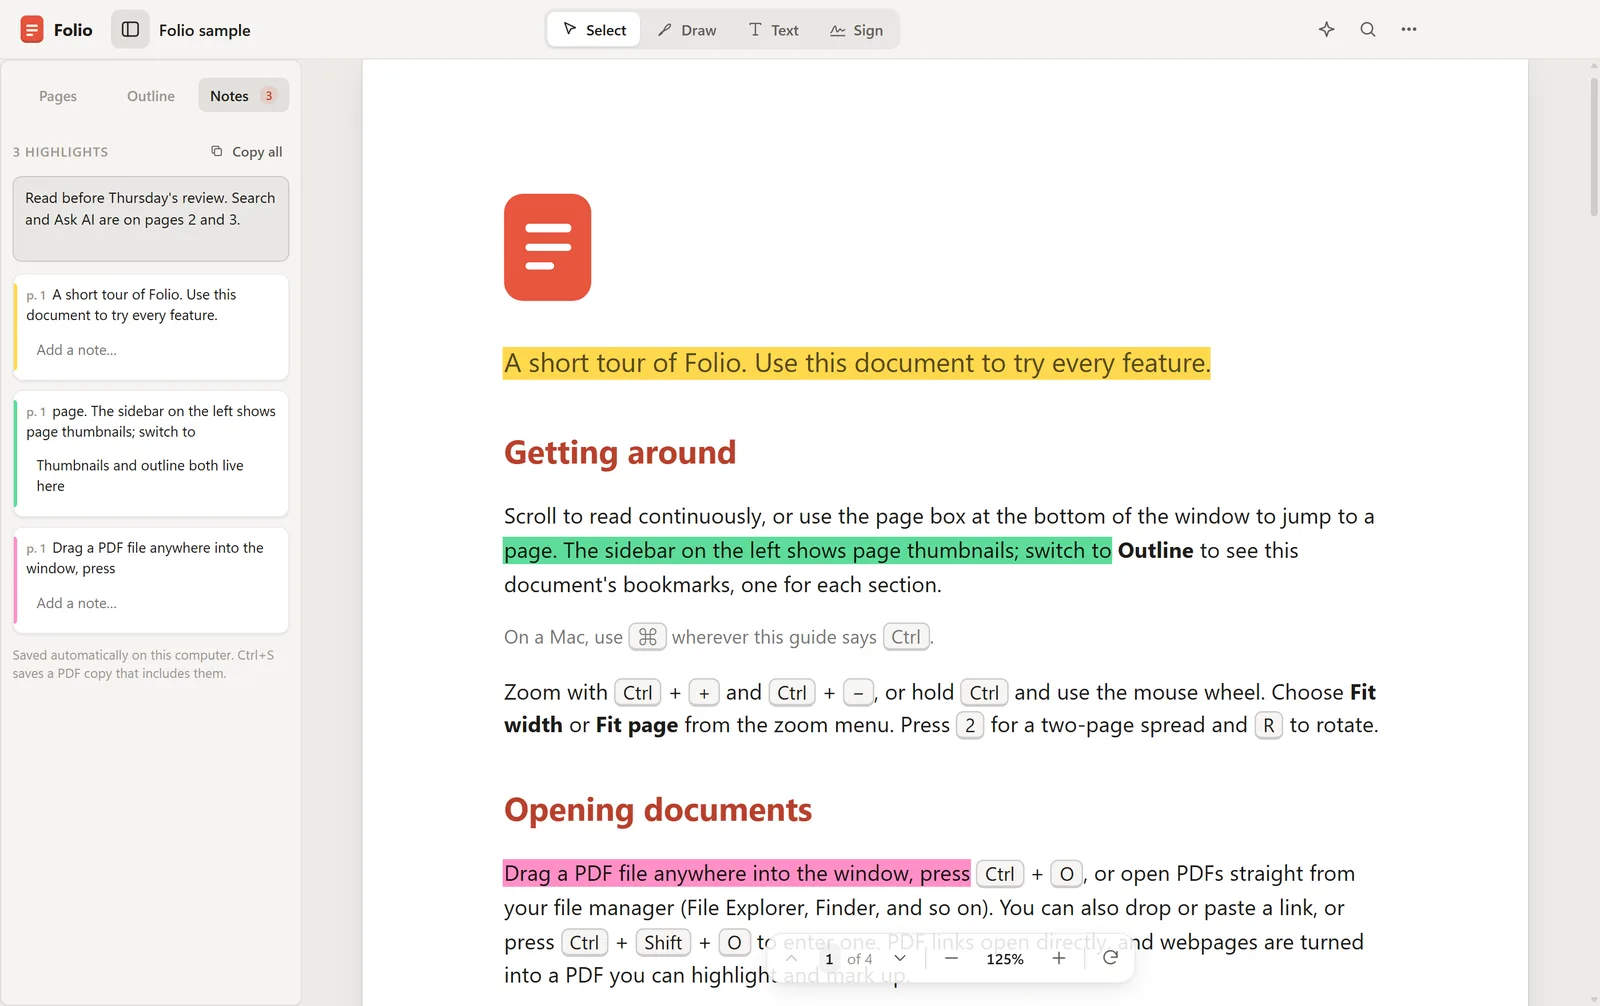 Folio
Folio sample
Select
Draw
Text
Sign
Pages
Outline
Notes 3
3 HIGHLIGHTS
Copy all
Read before Thursday's review. Search
and Ask AI are on pages 2 and 3.
p. 1 A short tour of Folio. Use this
document to try every feature.
Add a note...
p. 1 page. The sidebar on the left shows
page thumbnails; switch to
Thumbnails and outline both live
here
p. 1 Drag a PDF file anywhere into the
window, press
Add a note...
Saved automatically on this computer. Ctrl+S
saves a PDF copy that includes them.
A short tour of Folio. Use this document to try every feature.
Getting around
Scroll to read continuously, or use the page box at the bottom of the window to jump to a
page. The sidebar on the left shows page thumbnails; switch to Outline to see this
document's bookmarks, one for each section.
On a Mac, use ⌘ wherever this guide says Ctrl.
Zoom with Ctrl + + and Ctrl + −, or hold Ctrl and use the mouse wheel. Choose Fit
width or Fit page from the zoom menu. Press 2 for a two-page spread and R to rotate.
Opening documents
Drag a PDF file anywhere into the window, press Ctrl + O, or open PDFs straight from
your file manager (File Explorer, Finder, and so on). You can also drop or paste a link, or
press Ctrl + Shift + O to enter one. PDF links open directly, and webpages are turned
into a PDF you can highlight and mark up.
1 of 4
125%